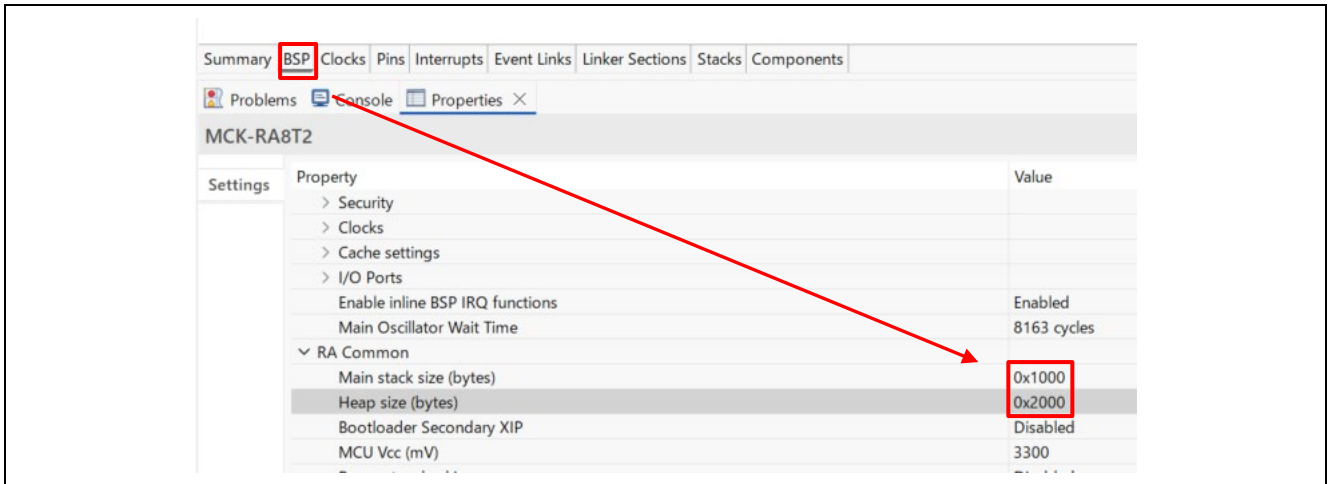 Summary BSP Clocks Pins Interrupts Event Links Linker Sections Stacks Components
Problems Console Properties
MCK-RA8T2
Settings Property Value
> Security
> Clocks
> Cache settings
> I/O Ports
Enable inline BSP IRQ functions Enabled
Main Oscillator Wait Time 8163 cycles
RA Common
Main stack size (bytes) 0x1000
Heap size (bytes) 0x2000
Bootloader Secondary XIP Disabled
MCU Vcc (mV) 3300